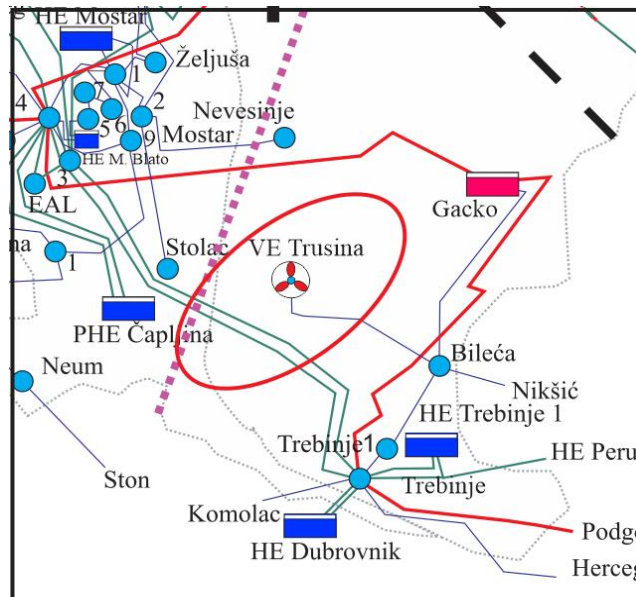 HE Mostar
Željuša
1
7
4
2
5
6
9
Mostar
Nevesinje
HE M. Blato
3
EAL
Gacko
na
1
Stolac
VE Trusina
PHE Čapljina
Bileća
Neum
Nikšić
HE Trebinje 1
Trebinje1
HE Peru
Ston
Trebinje
Komolac
HE Dubrovnik
Podgo
Herceg